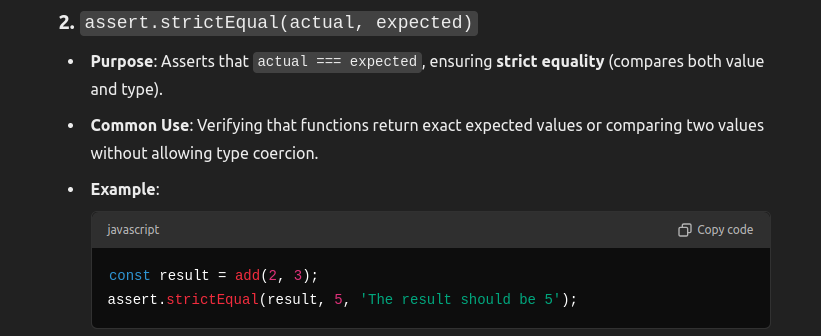 2. assert.strictEqual(actual, expected)
• Purpose: Asserts that actual === expected, ensuring strict equality (compares both value
and type).
• Common Use: Verifying that functions return exact expected values or comparing two values
without allowing type coercion.
• Example:
javascript Copy code
const result = add(2, 3);
assert.strictEqual(result, 5, 'The result should be 5');